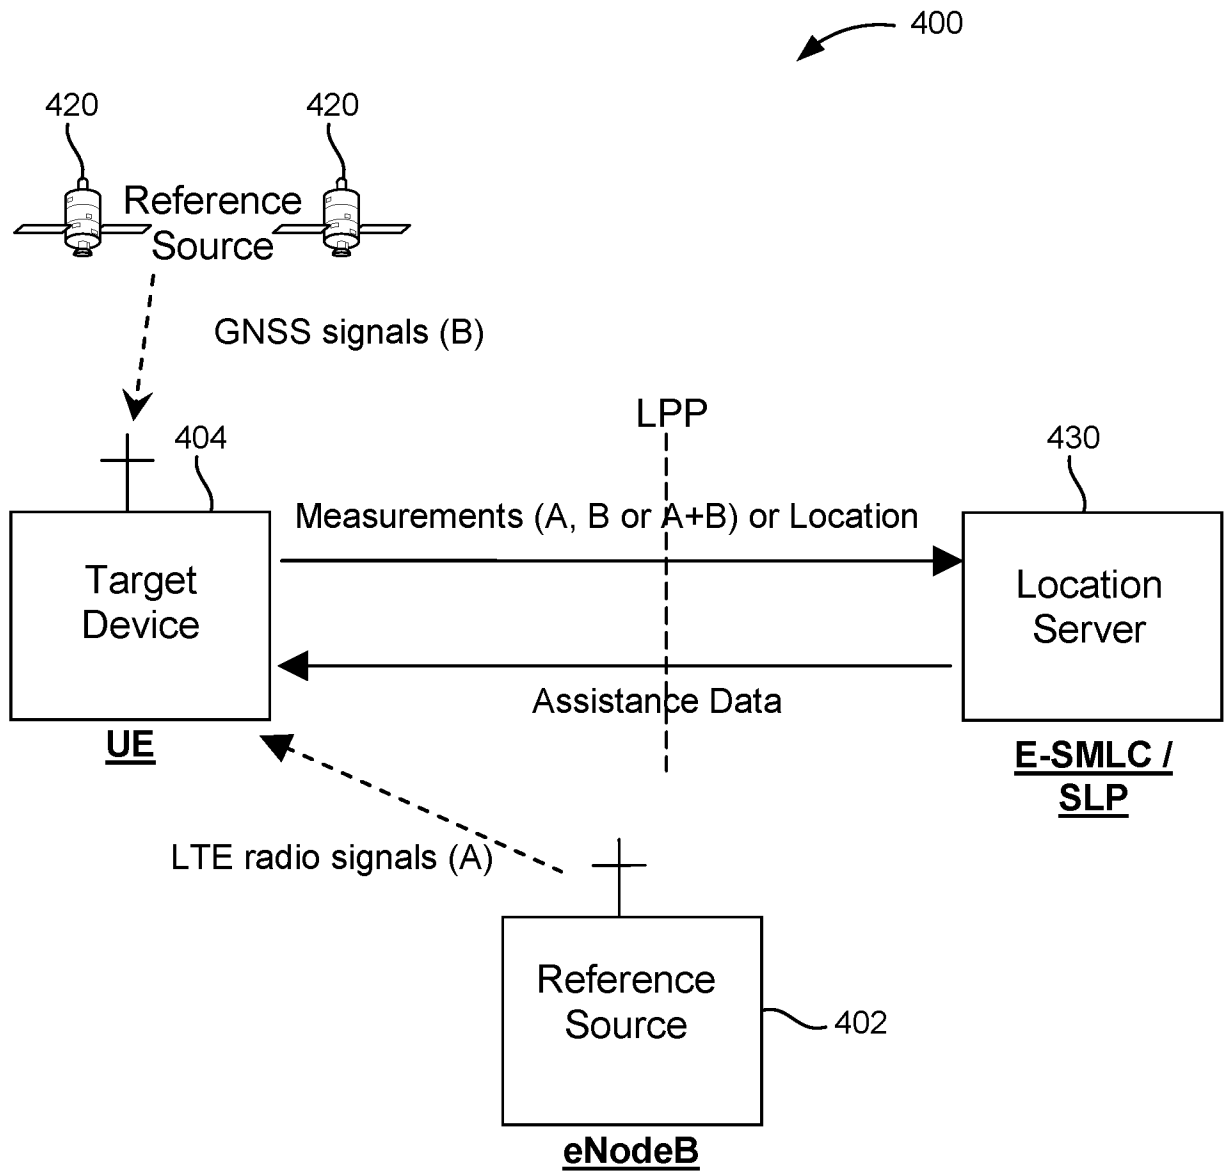 400
420
420
Reference
Source
GNSS signals (B)
LPP
404
430
Measurements (A, B or A+B) or Location
Target
Device
Location
Server
Assistance Data
UE
E-SMLC /
SLP
LTE radio signals (A)
Reference
Source
402
eNodeB